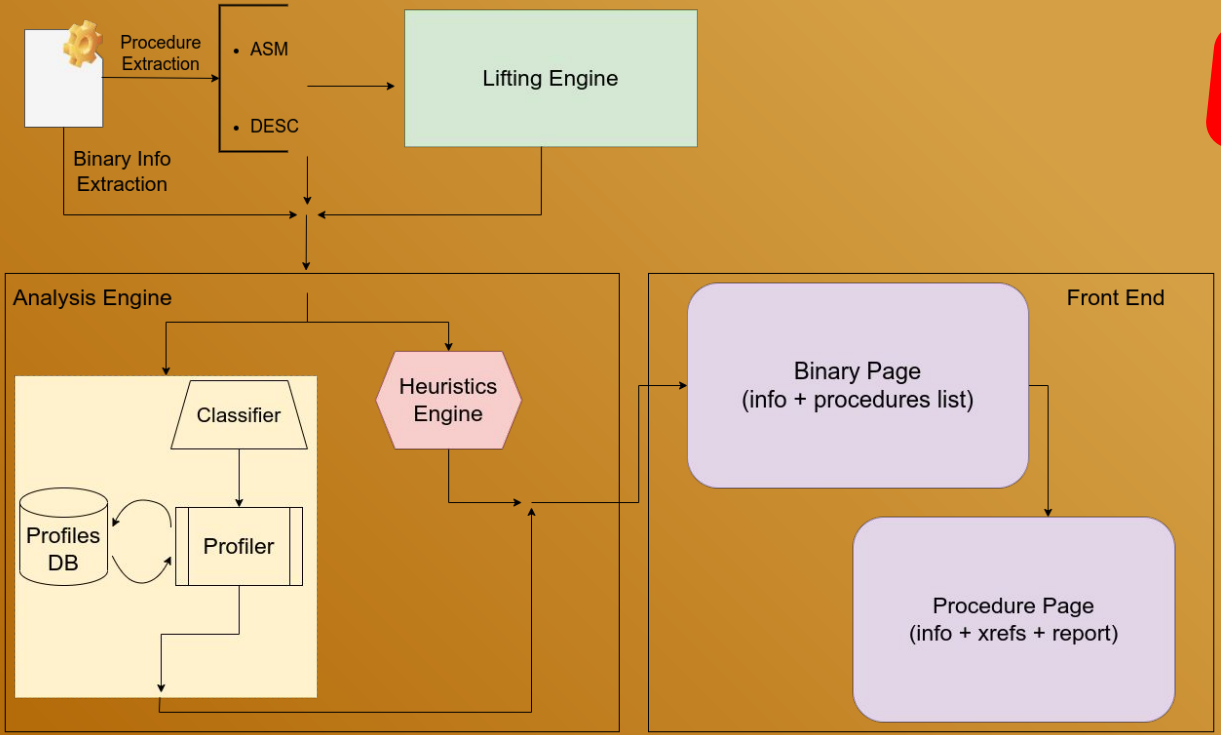 Procedure
Extraction
• ASM
• DESC
Lifting Engine
Binary Info
Extraction
Analysis Engine
Classifier
Profiles
DB
Profiler
Heuristics
Engine
Front End
Binary Page
(info + procedures list)
Procedure Page
(info + xrefs + report)